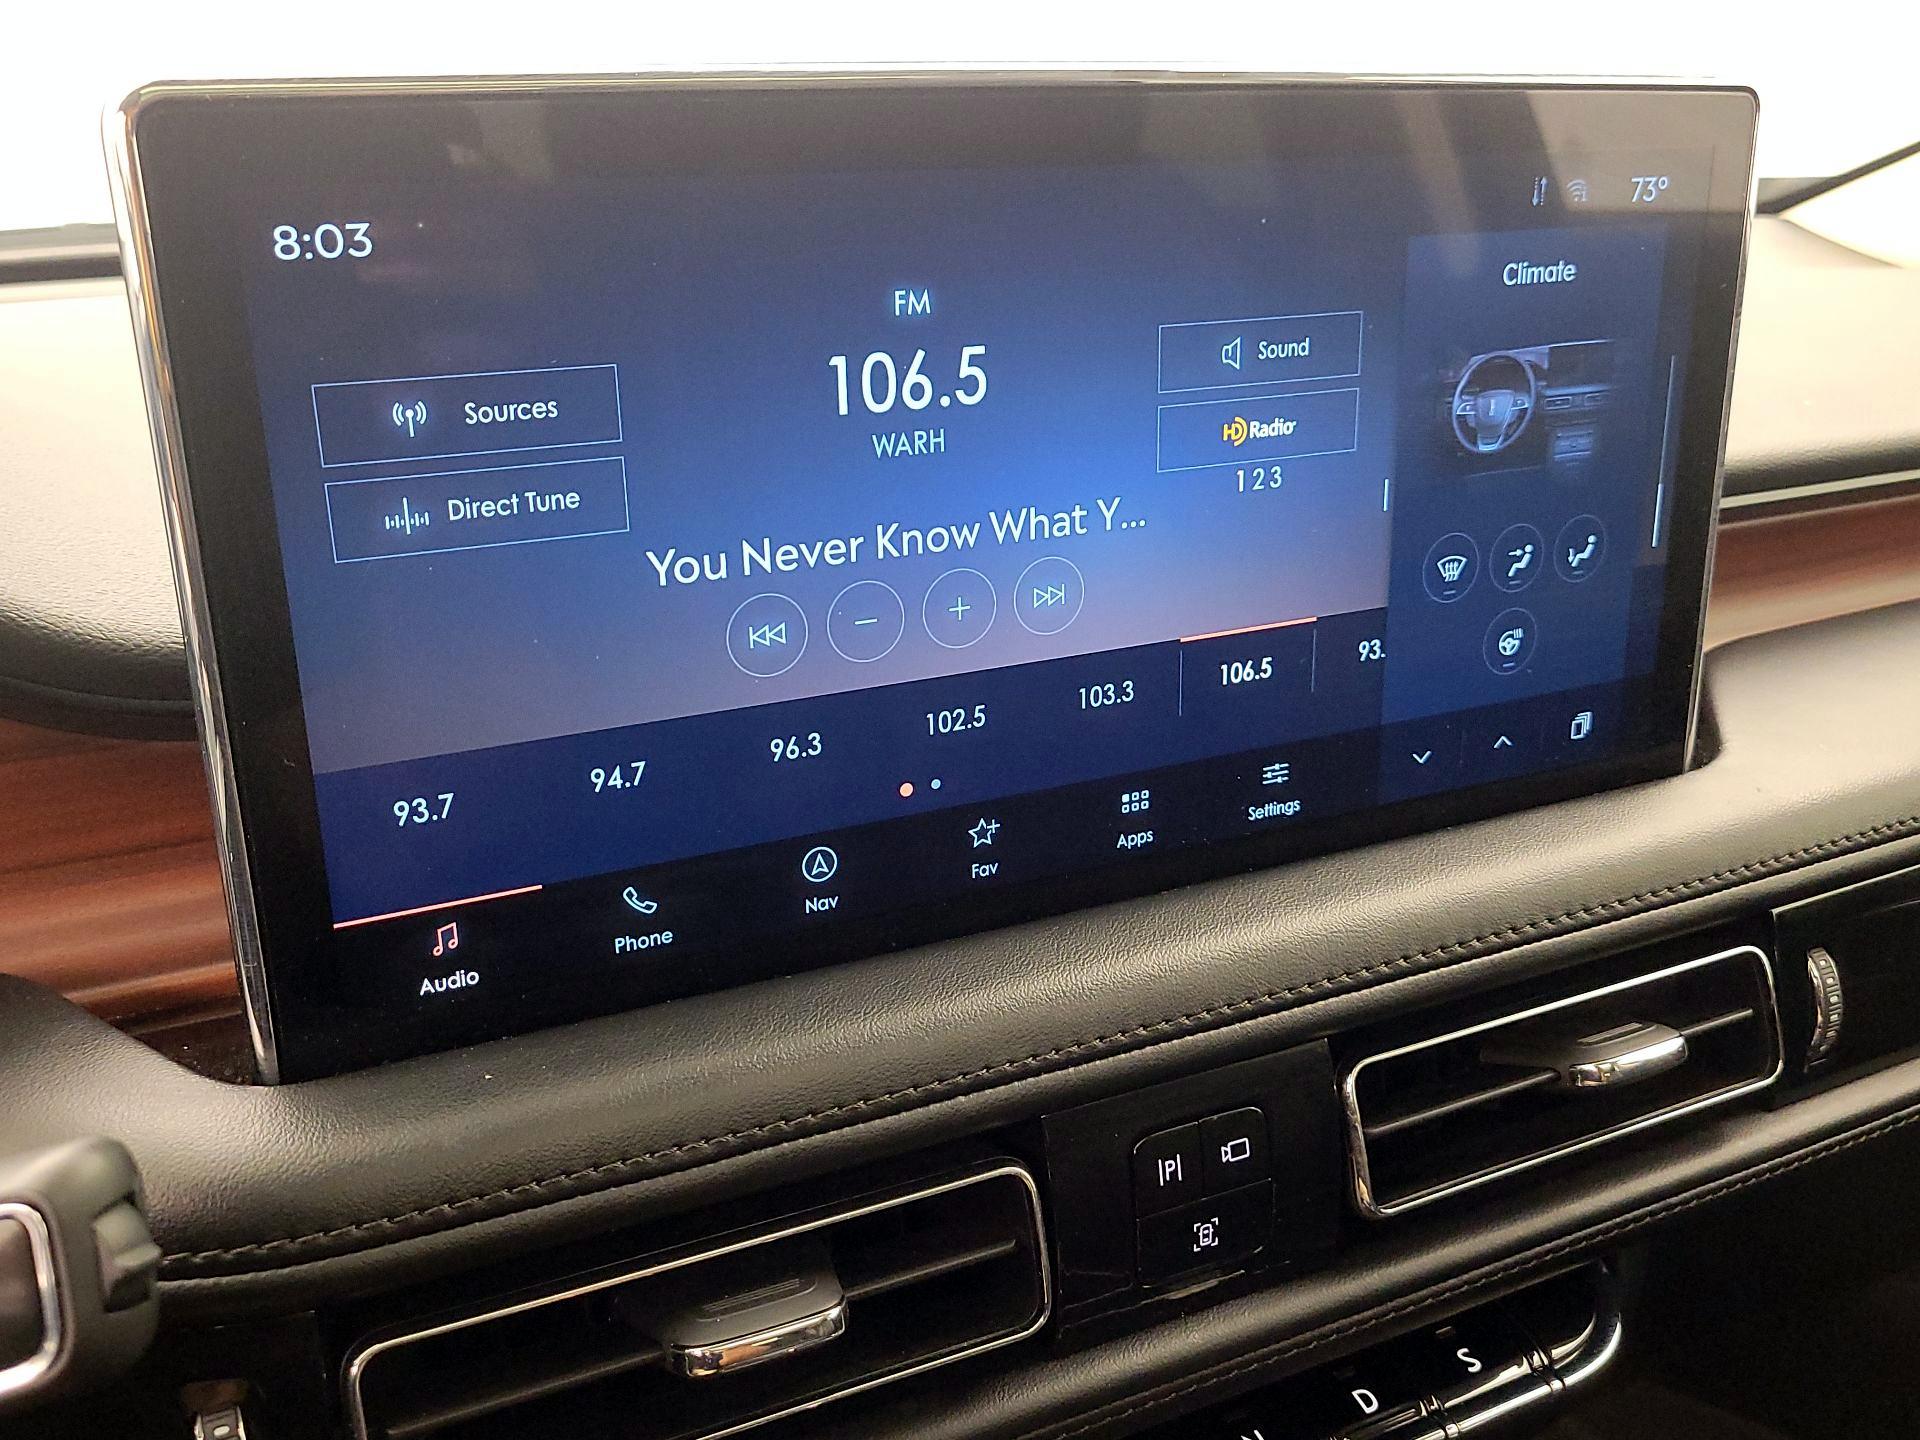 8:03
73°
Climate
FM
106.5
WARH
Sources
Direct Tune
Sound
HD Radio
1 2 3
You Never Know What Y...
93.7
94.7
96.3
102.5
103.3
106.5
93.
Audio
Phone
Nav
Fav
Apps
Settings
|P|
S
D
N